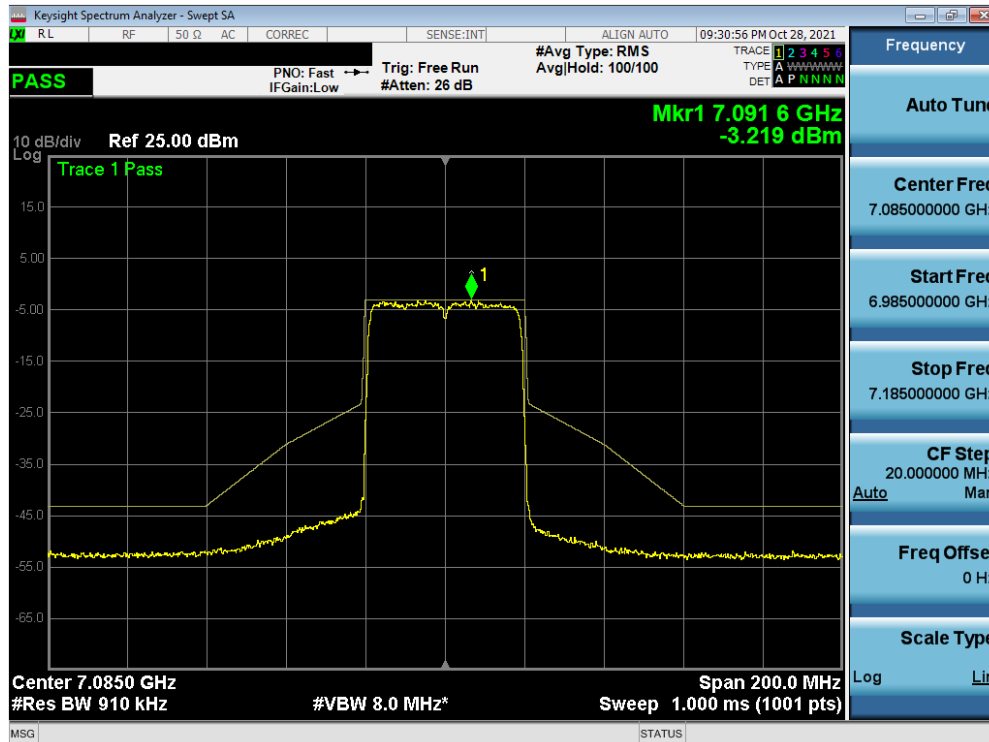 Keysight Spectrum Analyzer - Swept SA
LXI RL RF 50 Ω AC CORREC SENSE:INT ALIGN AUTO 09:30:56 PM Oct 28, 2021
PASS
PNO: Fast
IFGain:Low
Trig: Free Run
#Atten: 26 dB
#Avg Type: RMS
Avg|Hold: 100/100
TRACE 1 2 3 4 5 6
TYPE A WWWWW
DET A P N N N N
Mkr1 7.091 6 GHz
-3.219 dBm
10 dB/div Ref 25.00 dBm
Log
Trace 1 Pass
15.0
5.00
-5.00
-15.0
-25.0
-35.0
-45.0
-55.0
-65.0
1
Center 7.0850 GHz
Span 200.0 MHz
#Res BW 910 kHz
#VBW 8.0 MHz*
Sweep 1.000 ms (1001 pts)
MSG
STATUS
Frequency
Auto Tune
Center Freq
7.085000000 GH
Start Freq
6.985000000 GH
Stop Freq
7.185000000 GH
CF Step
20.000000 MH
Auto Man
Freq Offse
0 H
Scale Type
Log Lin